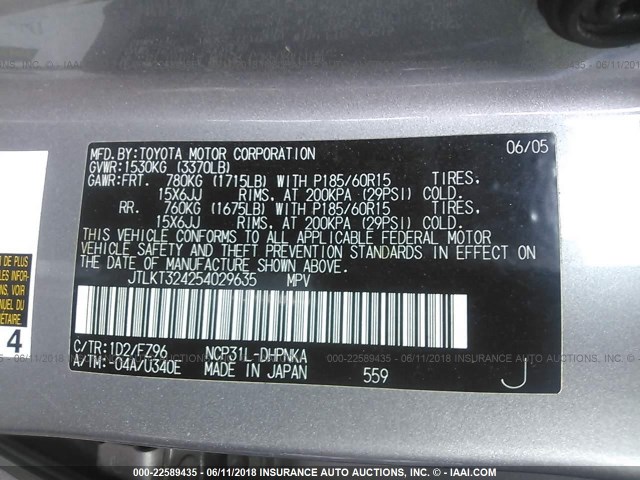 MFD.BY:TOYOTA MOTOR CORPORATION 06/05
GVWR:1530KG (3370LB)
GAWR:FRT. 780KG (1715LB) WITH P185/60R15 TIRES,
15X6JJ RIMS, AT 200KPA (29PSI) COLD.
RR. 760KG (1675LB) WITH P185/60R15 TIRES,
15X6JJ RIMS, AT 200KPA (29PSI) COLD.
THIS VEHICLE CONFORMS TO ALL APPLICABLE FEDERAL MOTOR
VEHICLE SAFETY AND THEFT PREVENTION STANDARDS IN EFFECT
ON THE DATE OF MANUFACTURE SHOWN ABOVE.
JTLKT324254029635 MPV
C/TR:1D2/FZ96 NCP31L-DHPNKA
A/TM:-04A/U340E MADE IN JAPAN 559 J
LES INFOR-
NUEL DU
4
000-22589435 - 06/11/2018 INSURANCE AUTO AUCTIONS, INC. (C) - IAAI.COM